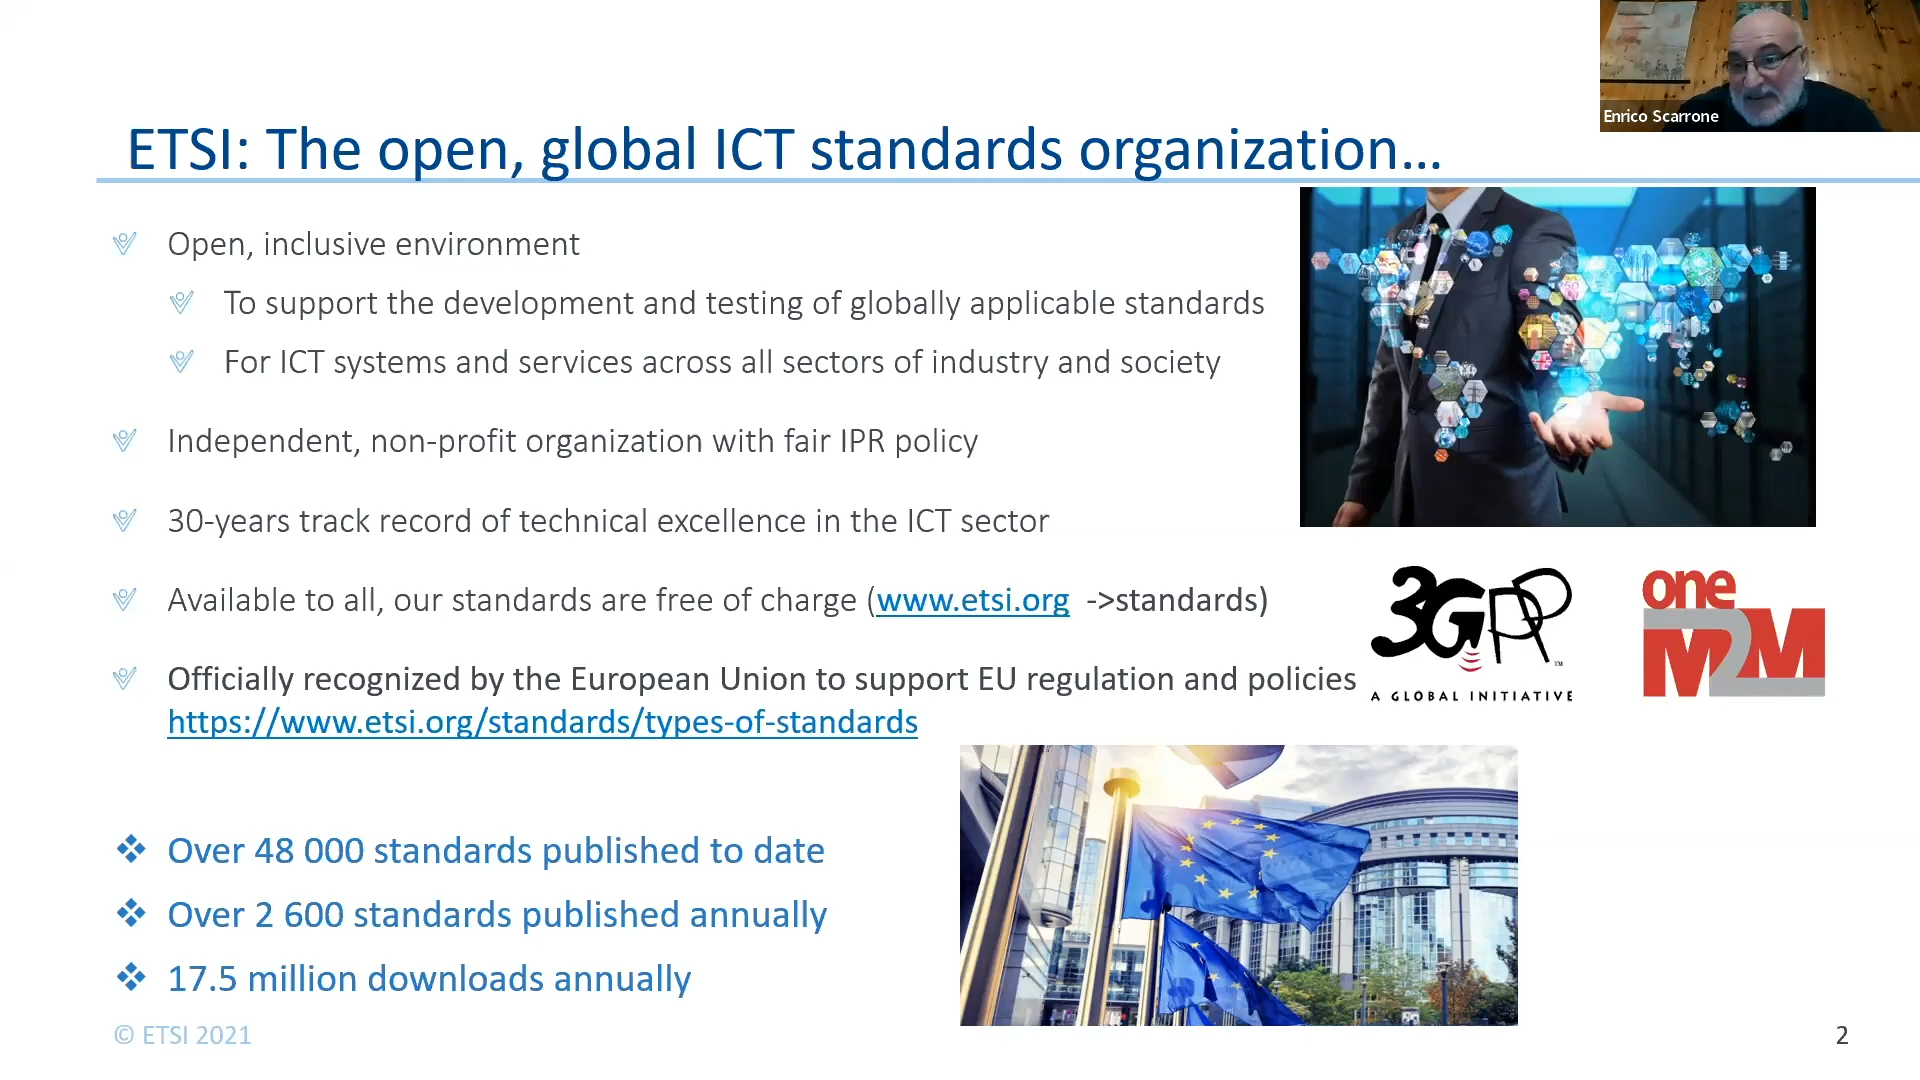 Enrico Scarrone
ETSI: The open, global ICT standards organization…
Open, inclusive environment
To support the development and testing of globally applicable standards
For ICT systems and services across all sectors of industry and society
Independent, non-profit organization with fair IPR policy
30-years track record of technical excellence in the ICT sector
Available to all, our standards are free of charge (www.etsi.org ->standards)
Officially recognized by the European Union to support EU regulation and policies
https://www.etsi.org/standards/types-of-standards
3GPP™
A GLOBAL INITIATIVE
one
M2M
Over 48 000 standards published to date
Over 2 600 standards published annually
17.5 million downloads annually
© ETSI 2021
2